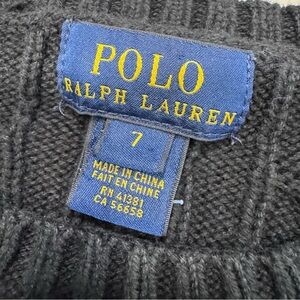 POLO
RALPH LAUREN
7
MADE IN CHINA
FAIT EN CHINE
RN 41381
CA 56658